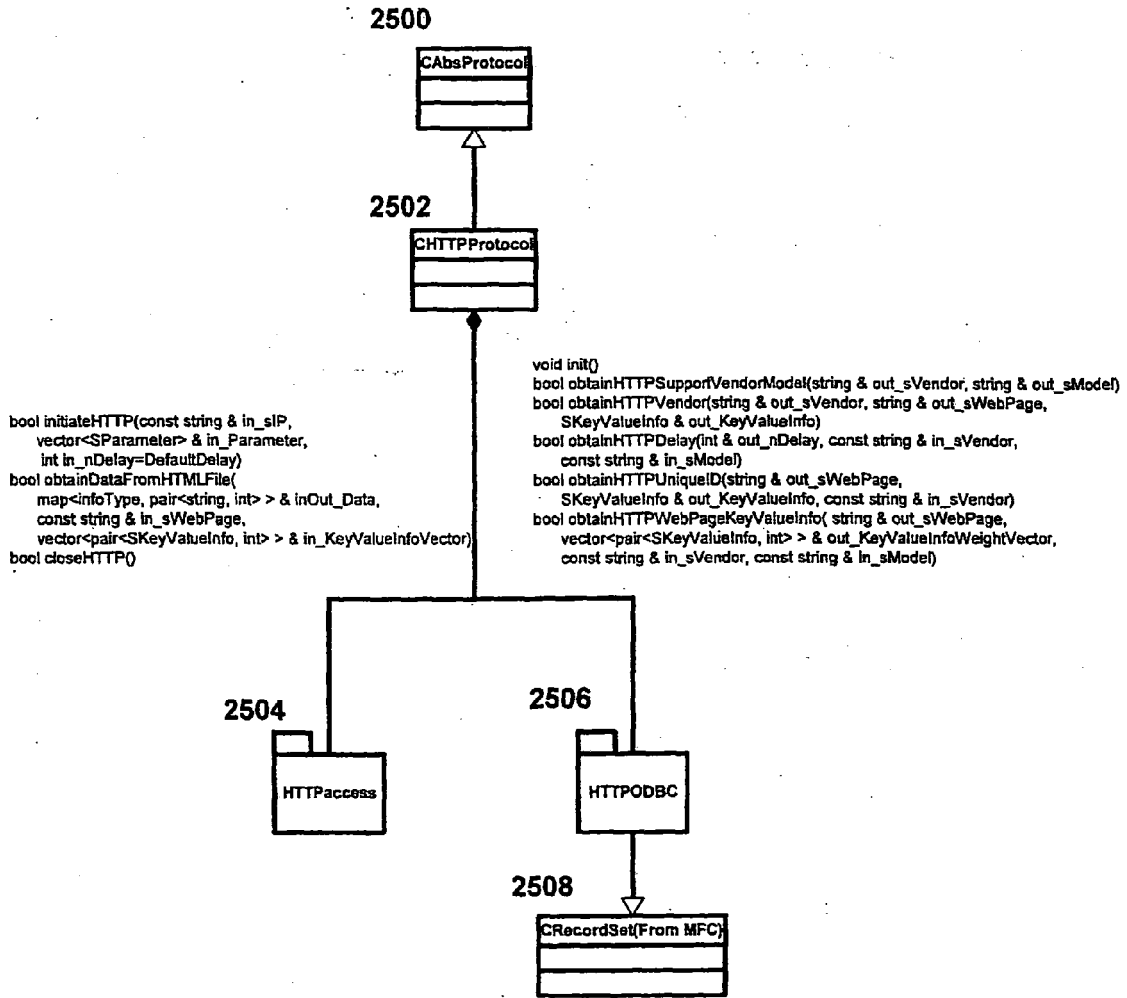 2500
CAbsProtocol
2502
CHTTPProtocol
bool initiateHTTP(const string & in_sIP,
vector<SParameter> & in_Parameter,
int in_nDelay=DefaultDelay)
bool obtainDataFromHTMLFile(
map<infoType, pair<string, int> > & inOut_Data,
const string & in_sWebPage,
vector<pair<SKeyValueInfo, int> > & in_KeyValueInfoVector)
bool closeHTTP()
void init()
bool obtainHTTPSupportVendorModel(string & out_sVendor, string & out_sModel)
bool obtainHTTPVendor(string & out_sVendor, string & out_sWebPage,
SKeyValueInfo & out_KeyValueInfo)
bool obtainHTTPDelay(int & out_nDelay, const string & in_sVendor,
const string & in_sModel)
bool obtainHTTPUniqueID(string & out_sWebPage,
SKeyValueInfo & out_KeyValueInfo, const string & in_sVendor)
bool obtainHTTPWebPageKeyValueInfo( string & out_sWebPage,
vector<pair<SKeyValueInfo, int> > & out_KeyValueInfoWeightVector,
const string & in_sVendor, const string & in_sModel)
2504
HTTPaccess
2506
HTTPODBC
2508
CRecordSet(From MFC)